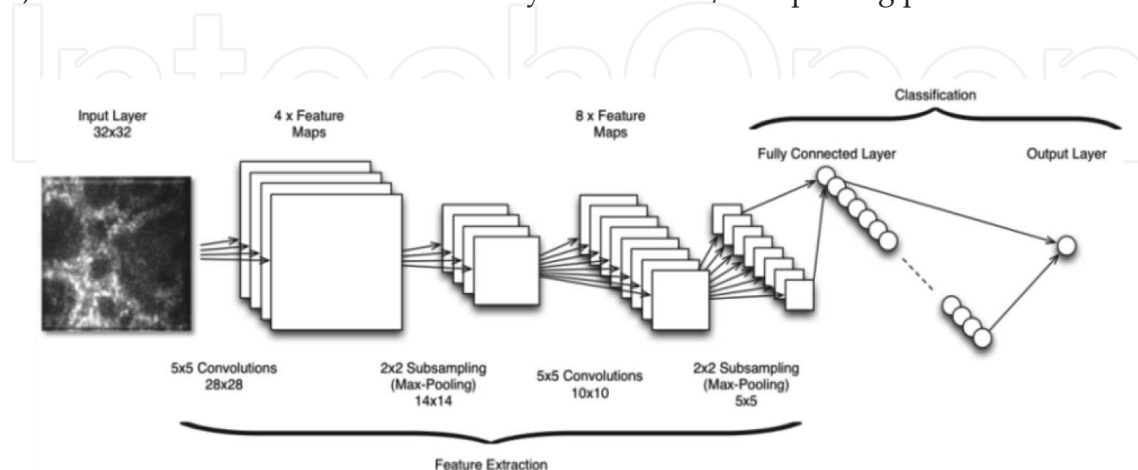 IntechOpen
Classification
Input Layer
32x32
4 x Feature
Maps
8 x Feature
Maps
Fully Connected Layer
Output Layer
5x5 Convolutions
28x28
2x2 Subsampling
(Max-Pooling)
14x14
5x5 Convolutions
10x10
2x2 Subsampling
(Max-Pooling)
5x5
Feature Extraction